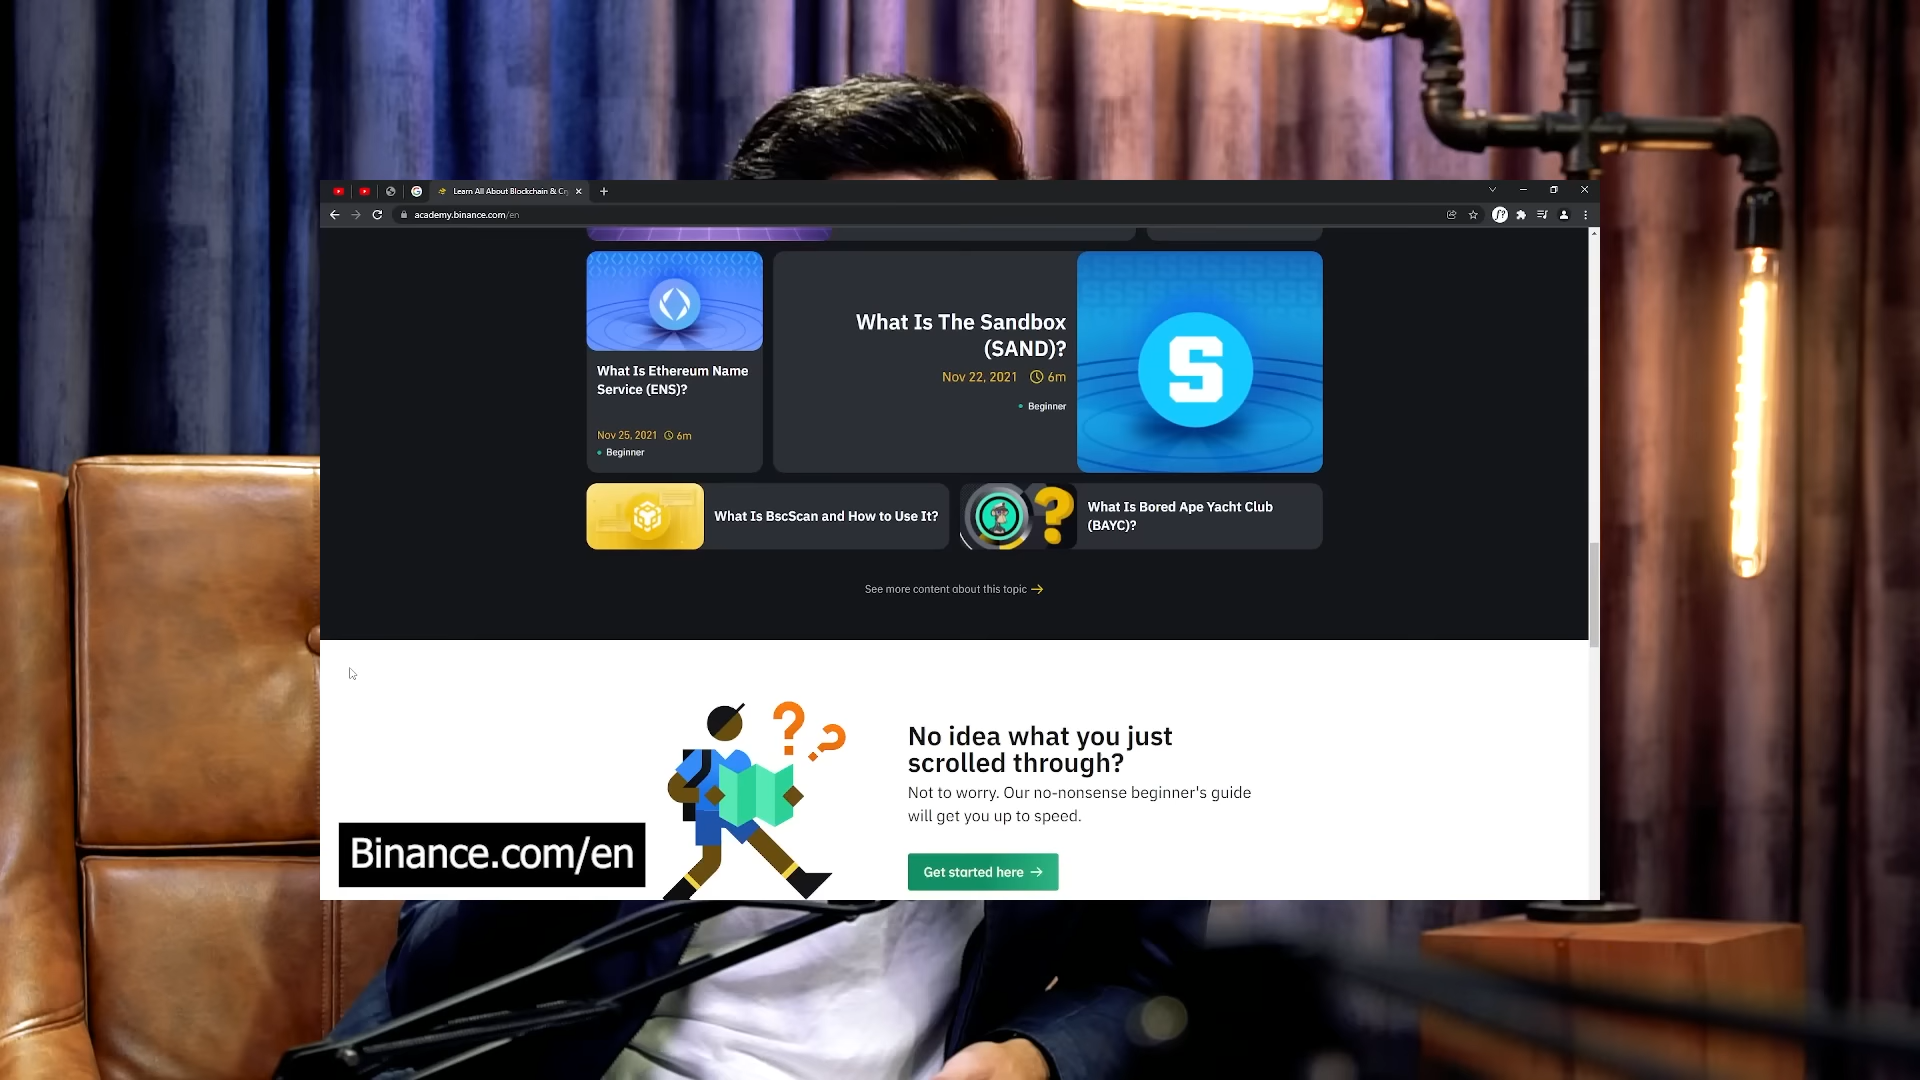 Learn All About Blockchain & Cr
academy.binance.com/en
What Is Ethereum Name
Service (ENS)?
Nov 25, 2021 6m
Beginner
What Is The Sandbox
(SAND)?
Nov 22, 2021 6m
Beginner
S
What Is BscScan and How to Use It?
?
What Is Bored Ape Yacht Club
(BAYC)?
See more content about this topic →
? ?
No idea what you just
scrolled through?
Not to worry. Our no-nonsense beginner's guide
will get you up to speed.
Get started here →
Binance.com/en